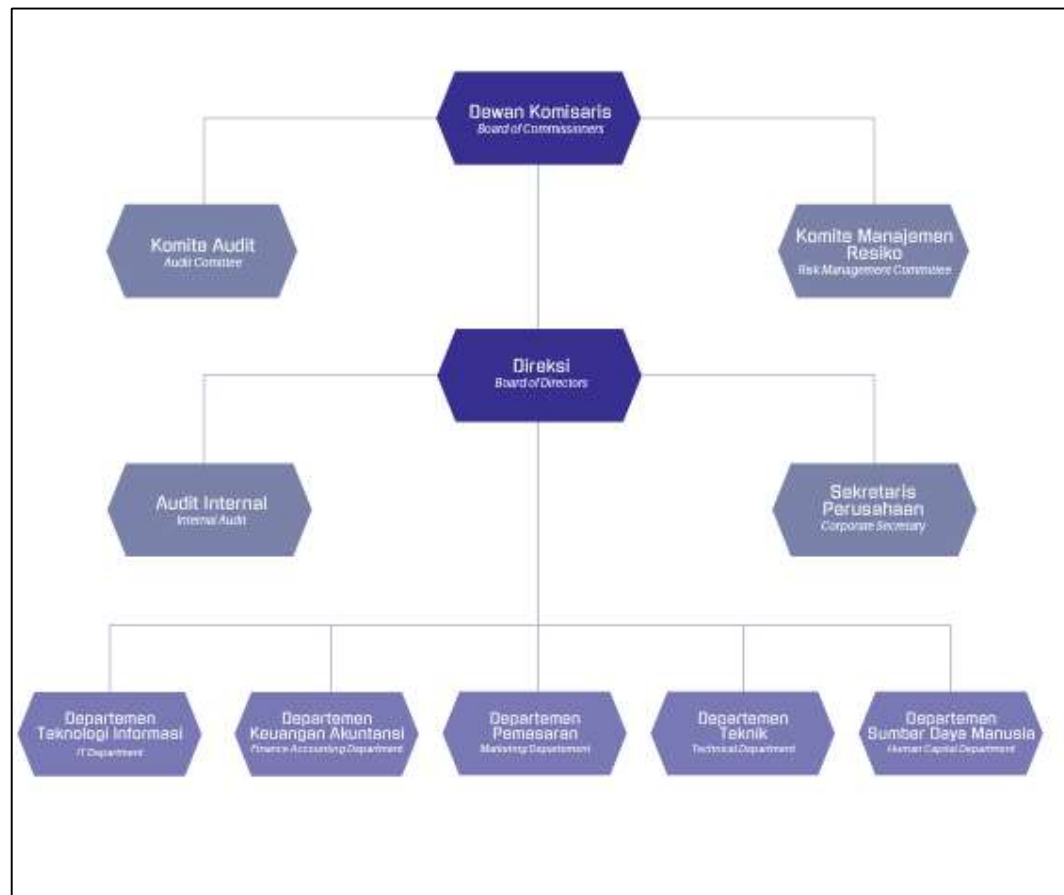 Dewan Komisaris
Board of Commissioners
Komite Audit
Audit Comittee
Komite Manajemen
Resiko
Risk Management Committee
Direksi
Board of Directors
Audit Internal
Internal Audit
Sekretaris
Perusahaan
Corporate Secretary
Departemen
Teknologi Informasi
IT Department
Departemen
Keuangan Akuntansi
Finance Accounting Department
Departemen
Pemasaran
Marketing Departement
Departemen
Teknik
Technical Department
Departemen
Sumber Daya Manusia
Human Capital Department